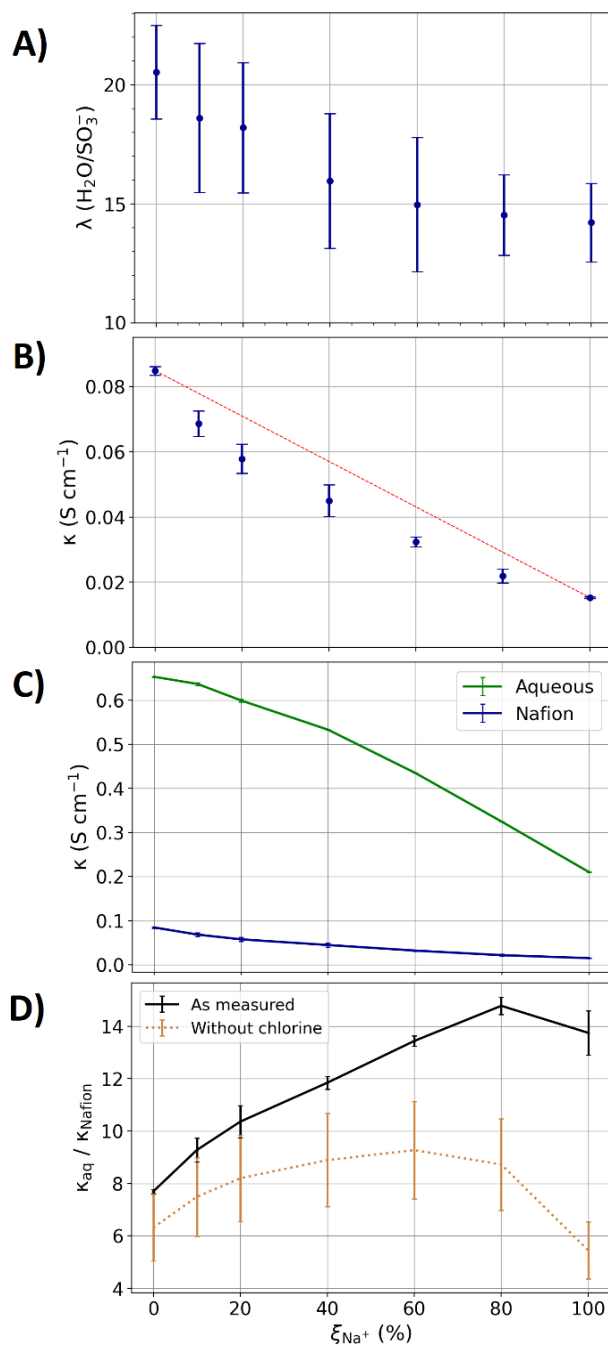 A)
λ (H₂O/SO₃⁻)
20
15
10
B)
κ (S cm⁻¹)
0.08
0.06
0.04
0.02
0.00
C)
κ (S cm⁻¹)
0.6
0.5
0.4
0.3
0.2
0.1
0.0
Aqueous
Nafion
D)
κaq / κNafion
14
12
10
8
6
4
As measured
Without chlorine
0 20 40 60 80 100
ξNa⁺ (%)